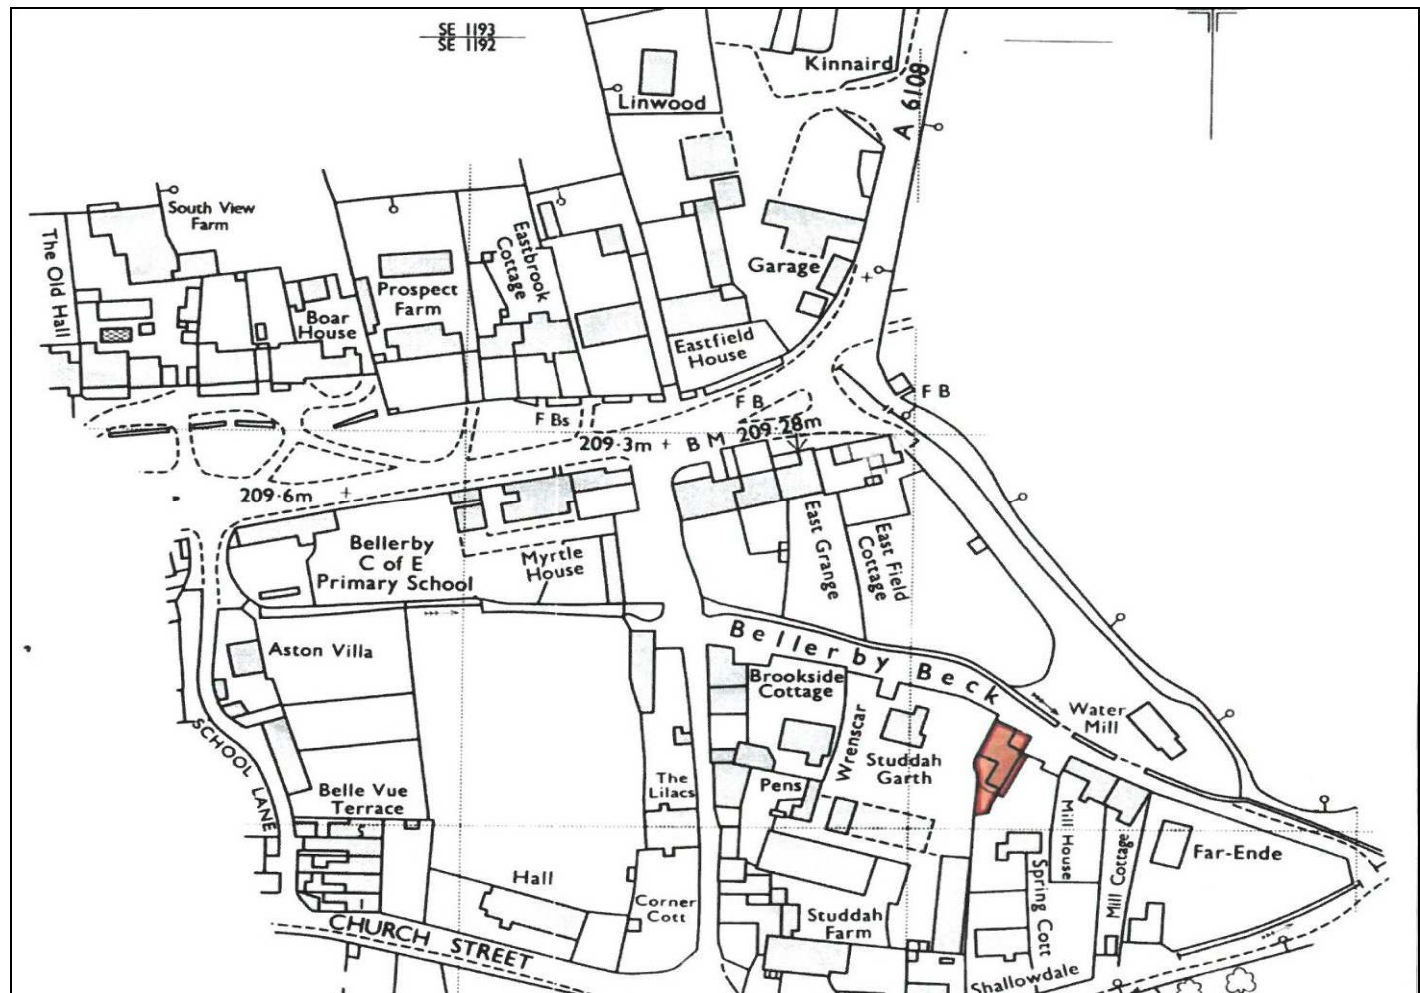 SE 1193
SE 1192
Kinnaird
Linwood
A 6108
South View
Farm
The Old Hall
Eastbrook
Cottage
Garage
Prospect
Farm
Boar
House
Eastfield
House
F B
F Bs
F B
209·3m
B M 209·28m
209·6m
Bellerby
C of E
Primary School
Myrtle
House
East Grange
East Field
Cottage
Bellerby Beck
Aston Villa
Brookside
Cottage
Wrenscar
Studdah
Garth
Water
Mill
SCHOOL LANE
Belle Vue
Terrace
The
Lilacs
Pens
Mill House
Mill Cottage
Far-Ende
Spring Cott
Hall
Corner
Cott
Studdah
Farm
CHURCH STREET
Shallowdale